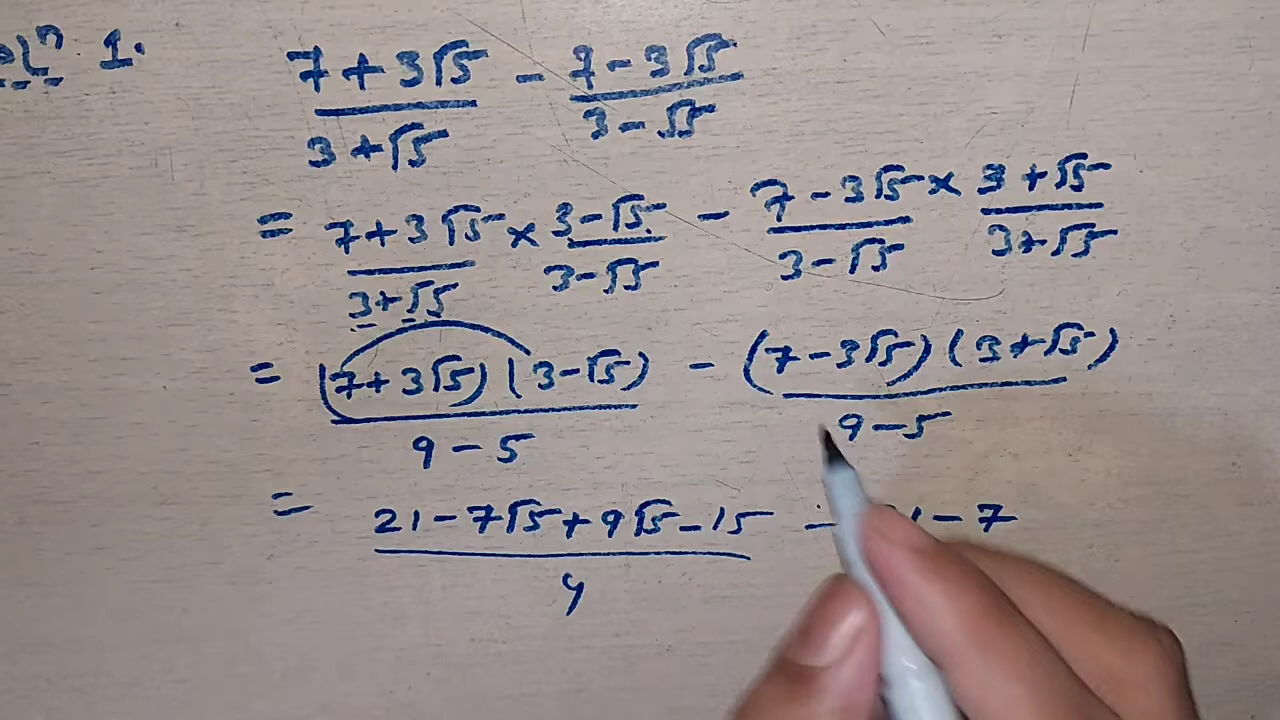 1.
7+3√5 - 7-3√5
3+√5 3-√5
= 7+3√5 × 3-√5 - 7-3√5 × 3+√5
3+√5 3-√5 3-√5 3+√5
= (7+3√5) (3-√5) - (7-3√5) (3+√5)
9-5 9-5
= 21-7√5+9√5-15 - 1-7
4